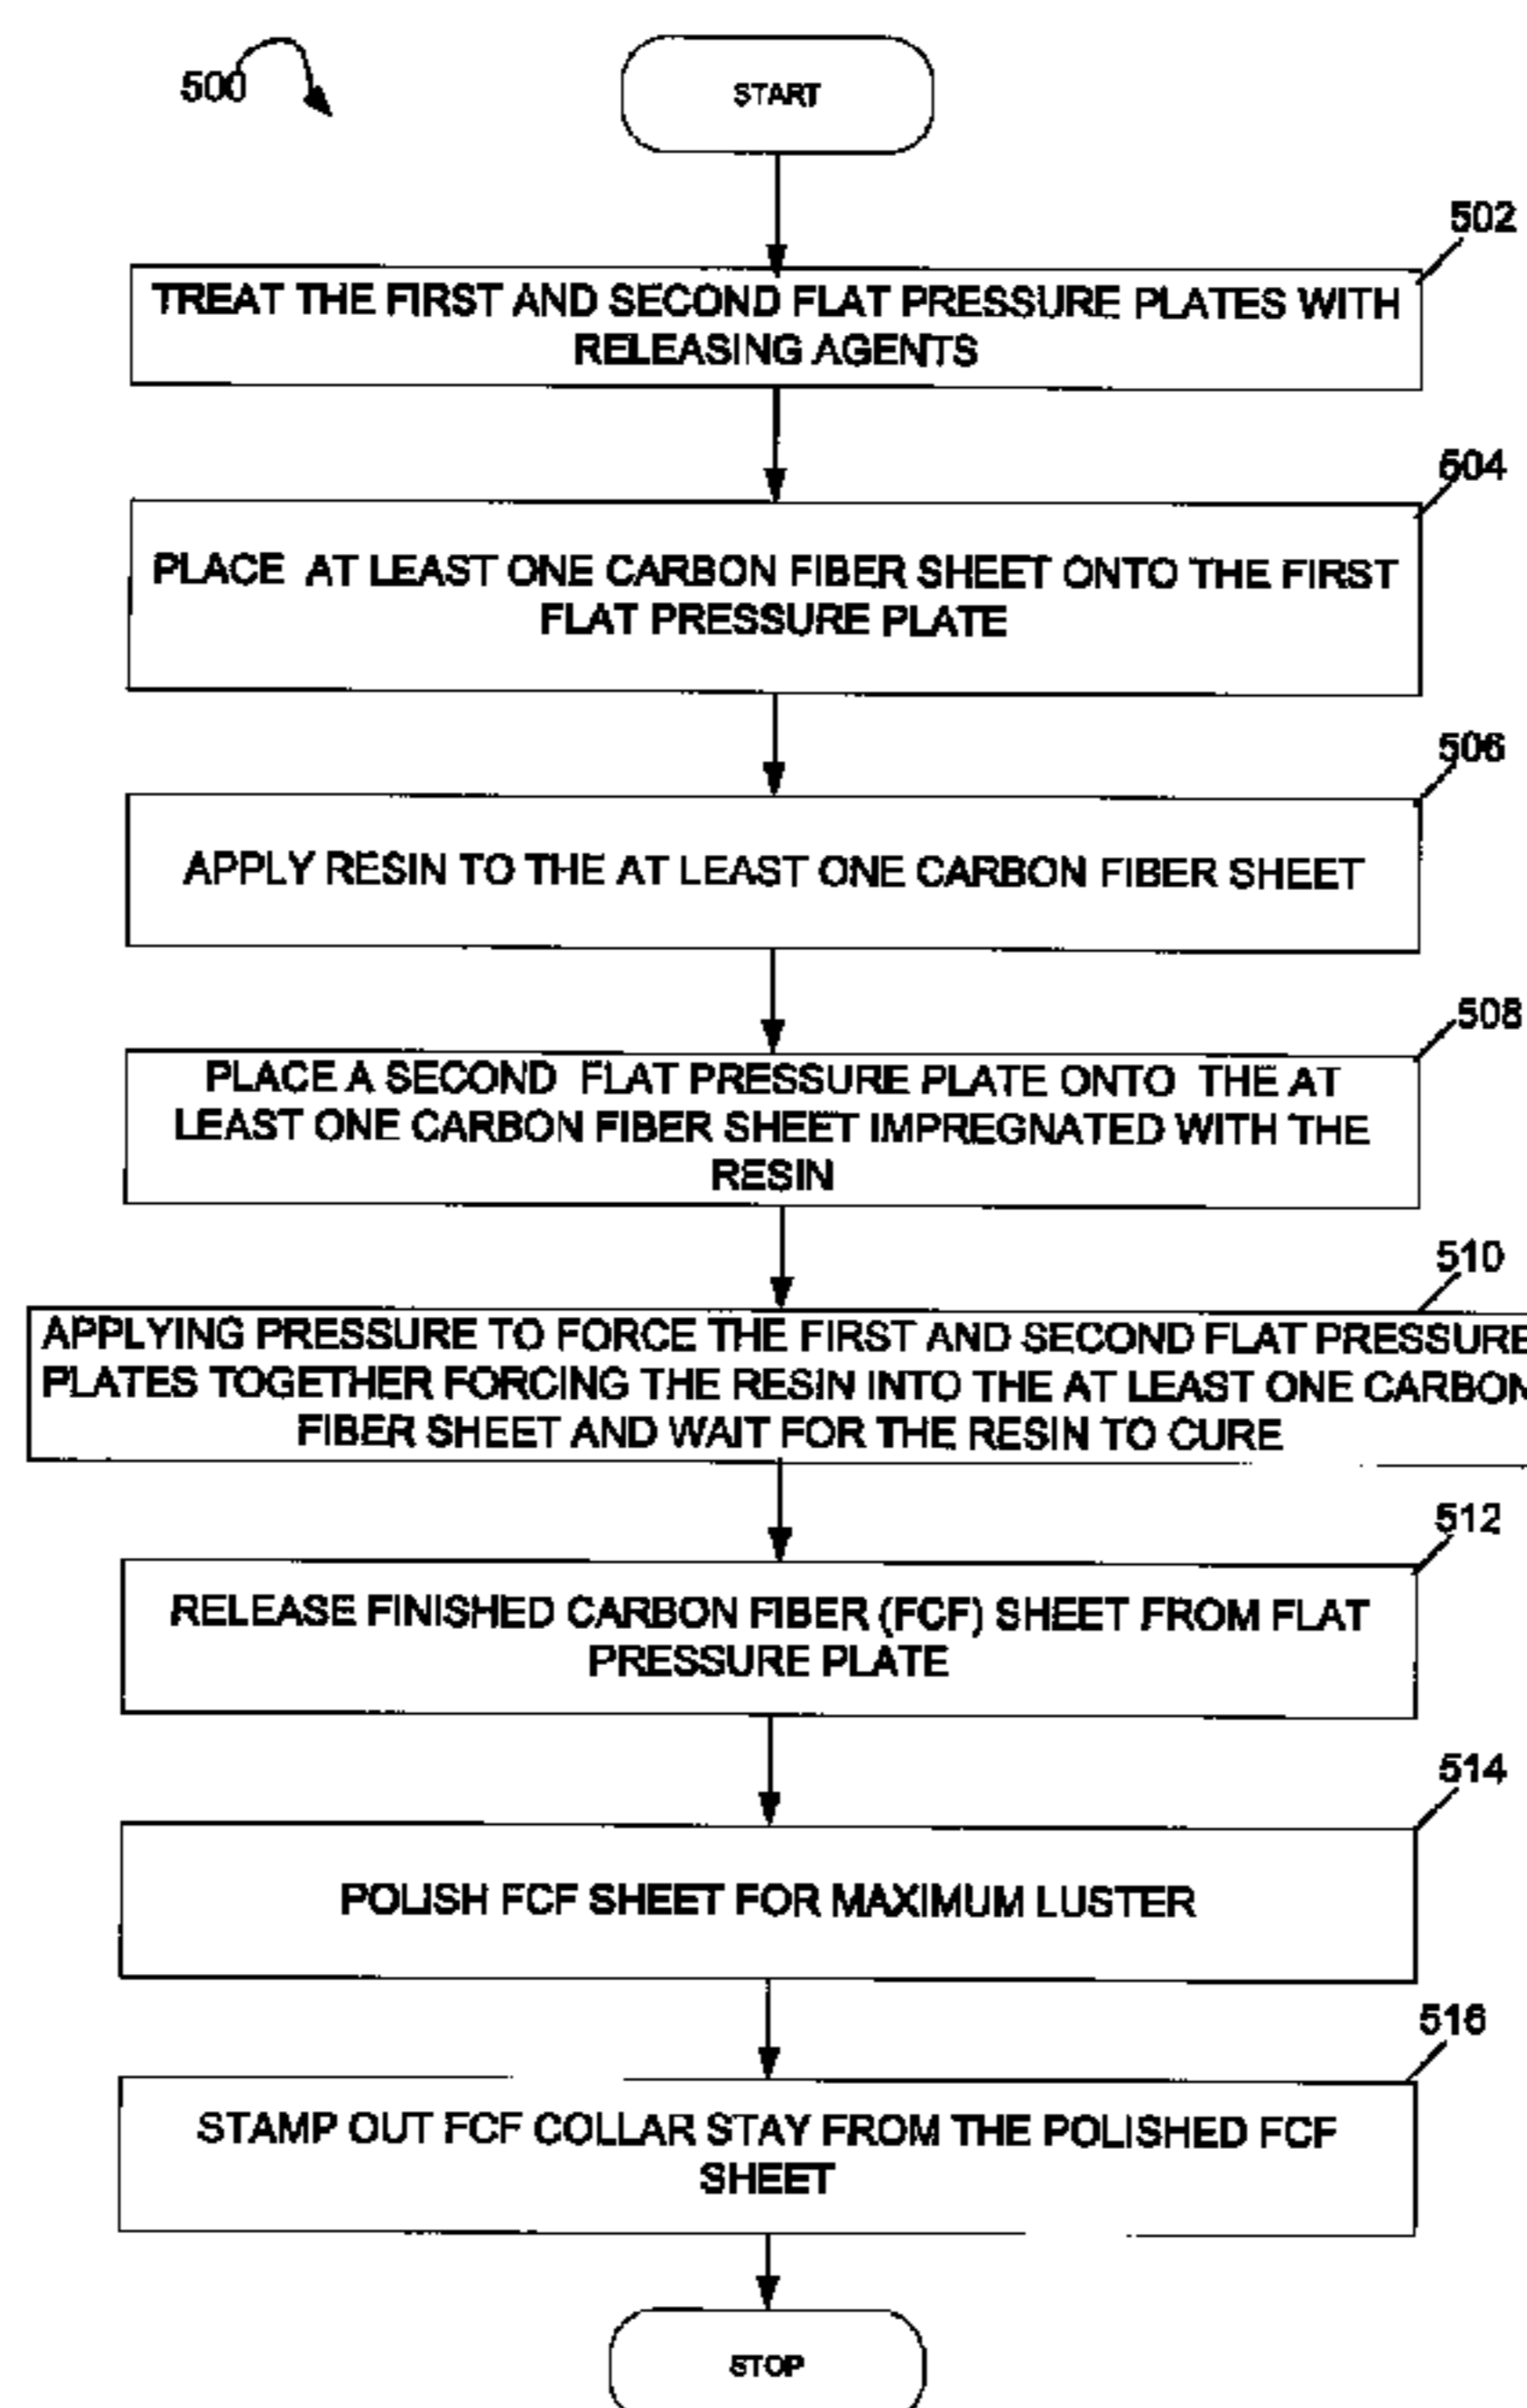 500
START
502
TREAT THE FIRST AND SECOND FLAT PRESSURE PLATES WITH
RELEASING AGENTS
504
PLACE AT LEAST ONE CARBON FIBER SHEET ONTO THE FIRST
FLAT PRESSURE PLATE
506
APPLY RESIN TO THE AT LEAST ONE CARBON FIBER SHEET
508
PLACE A SECOND FLAT PRESSURE PLATE ONTO THE AT
LEAST ONE CARBON FIBER SHEET IMPREGNATED WITH THE
RESIN
510
APPLYING PRESSURE TO FORCE THE FIRST AND SECOND FLAT PRESSURE
PLATES TOGETHER FORCING THE RESIN INTO THE AT LEAST ONE CARBON
FIBER SHEET AND WAIT FOR THE RESIN TO CURE
512
RELEASE FINISHED CARBON FIBER (FCF) SHEET FROM FLAT
PRESSURE PLATE
514
POLISH FCF SHEET FOR MAXIMUM LUSTER
516
STAMP OUT FCF COLLAR STAY FROM THE POLISHED FCF
SHEET
STOP